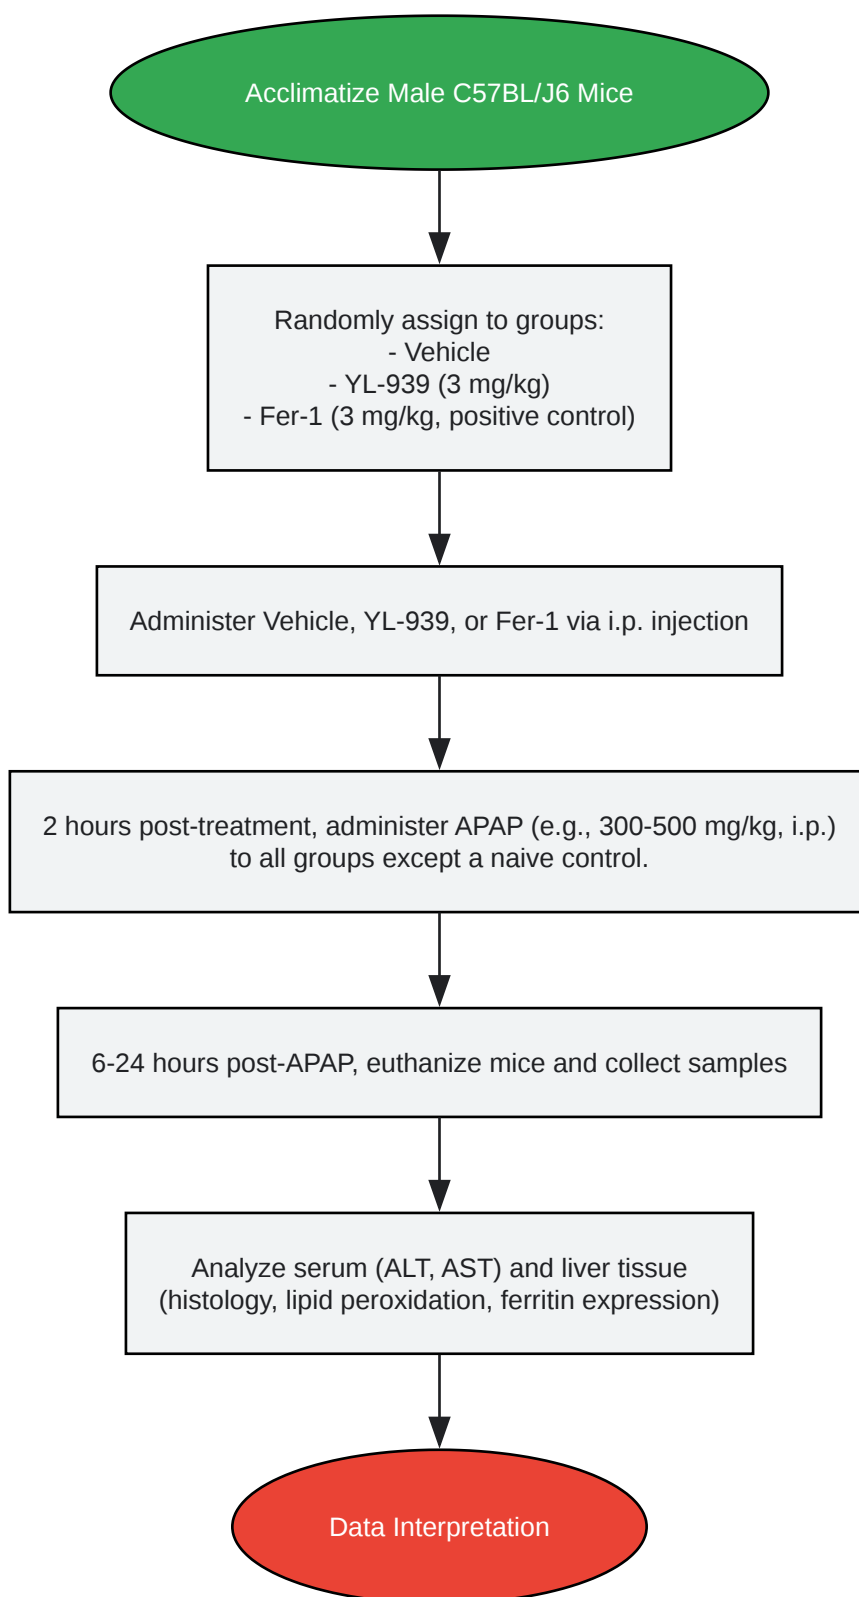 Acclimatize Male C57BL/J6 Mice
Randomly assign to groups:
- Vehicle
- YL-939 (3 mg/kg)
- Fer-1 (3 mg/kg, positive control)
Administer Vehicle, YL-939, or Fer-1 via i.p. injection
2 hours post-treatment, administer APAP (e.g., 300-500 mg/kg, i.p.)
to all groups except a naive control.
6-24 hours post-APAP, euthanize mice and collect samples
Analyze serum (ALT, AST) and liver tissue
(histology, lipid peroxidation, ferritin expression)
Data Interpretation